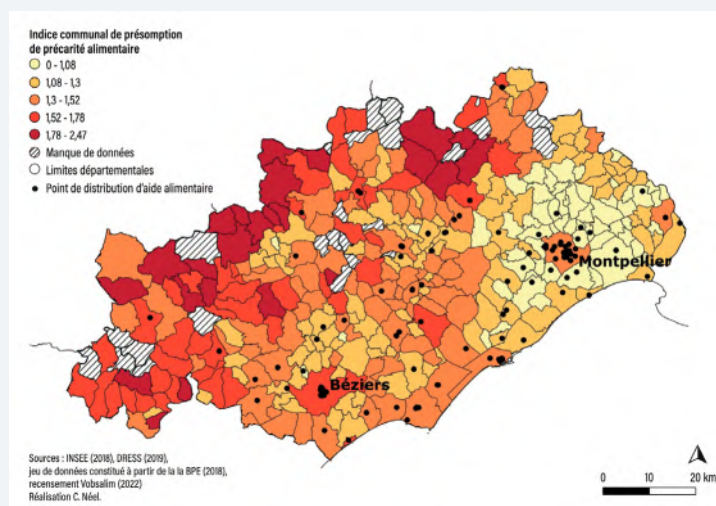 Indice communal de présomption
de précarité alimentaire
0 - 1,08
1,08 - 1,3
1,3 - 1,52
1,52 - 1,78
1,78 - 2,47
Manque de données
Limites départementales
Point de distribution d'aide alimentaire
Montpellier
Béziers
Sources : INSEE (2018), DRESS (2019),
jeu de données constitué à partir de la la BPE (2018),
recensement Vobsalim (2022)
Réalisation C. Néel.
0 10 20 km